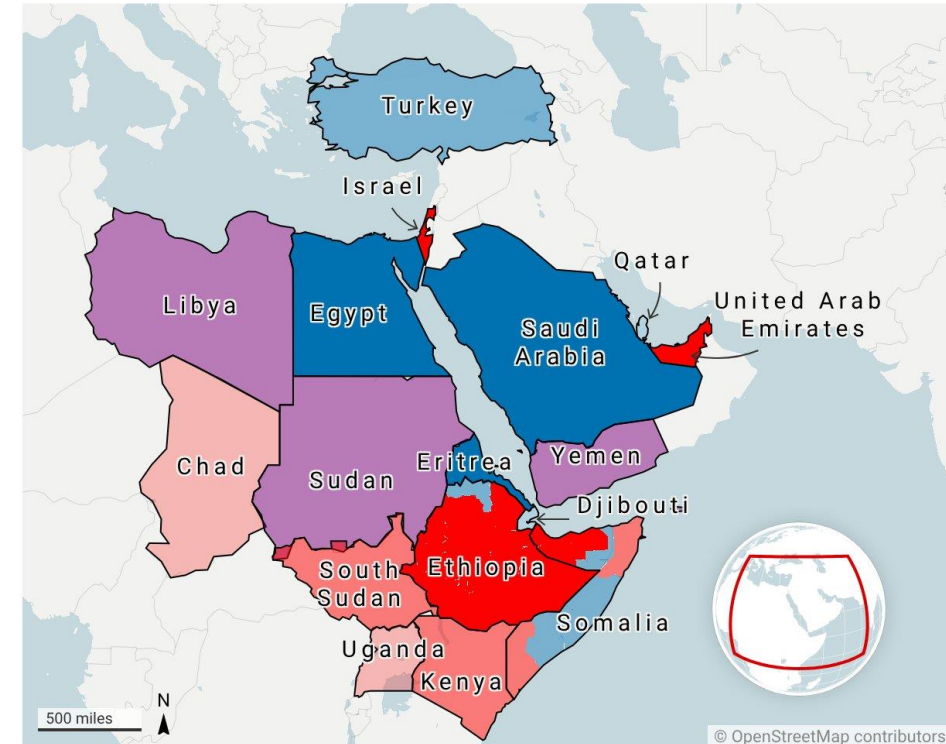 Turkey
Israel
Qatar
United Arab
Emirates
Libya
Egypt
Saudi
Arabia
Chad
Sudan
Eritrea
Yemen
Djibouti
South
Sudan
Ethiopia
Somalia
Uganda
Kenya
500 miles
N
© OpenStreetMap contributors